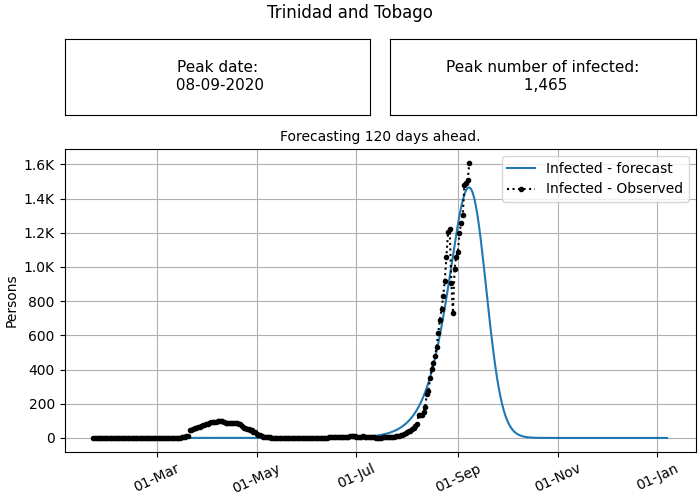 Trinidad and Tobago
Peak date:
08-09-2020
Peak number of infected:
1,465
Forecasting 120 days ahead.
Infected - forecast
Infected - Observed
1.6K
1.4K
1.2K
1.0K
800
600
400
200
0
Persons
01-Mar
01-May
01-Jul
01-Sep
01-Nov
01-Jan